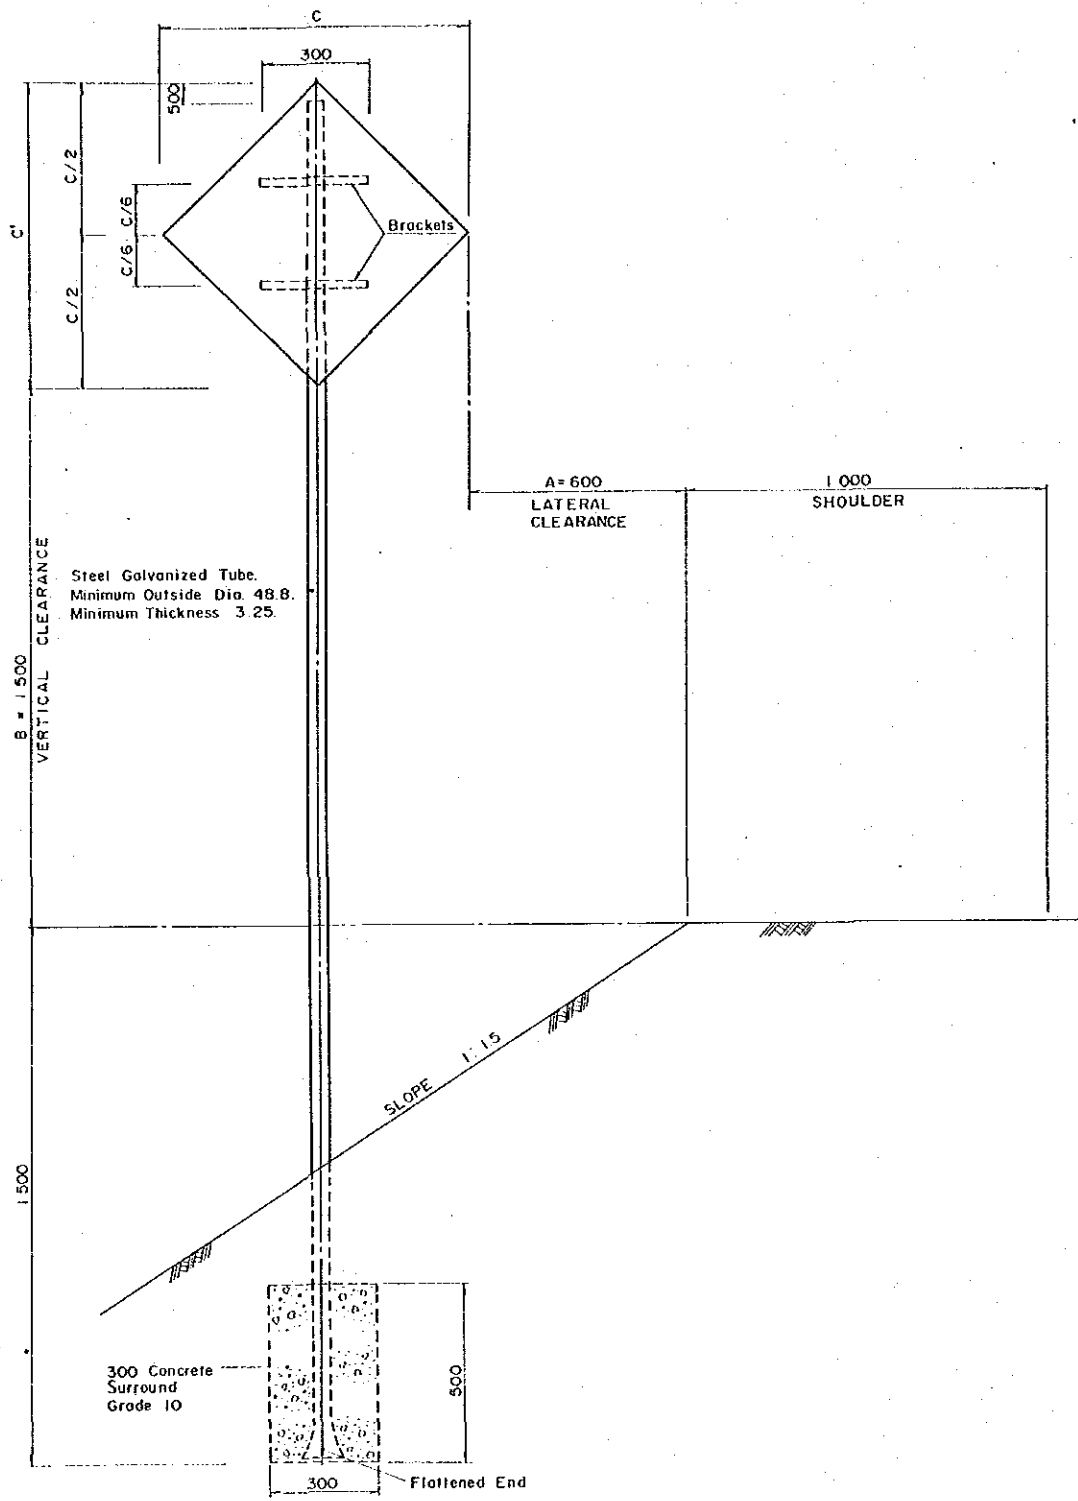 C
300
500
C/2
C/6
C'
Brackets
C/6
C/2
A = 600
1 000
LATERAL
CLEARANCE
SHOULDER
B = 1 500
VERTICAL CLEARANCE
Steel Galvanized Tube.
Minimum Outside Dia. 48.8.
Minimum Thickness 3.25.
SLOPE 1:1.5
1500
300 Concrete
Surround
Grade 10
500
300
Flattened End